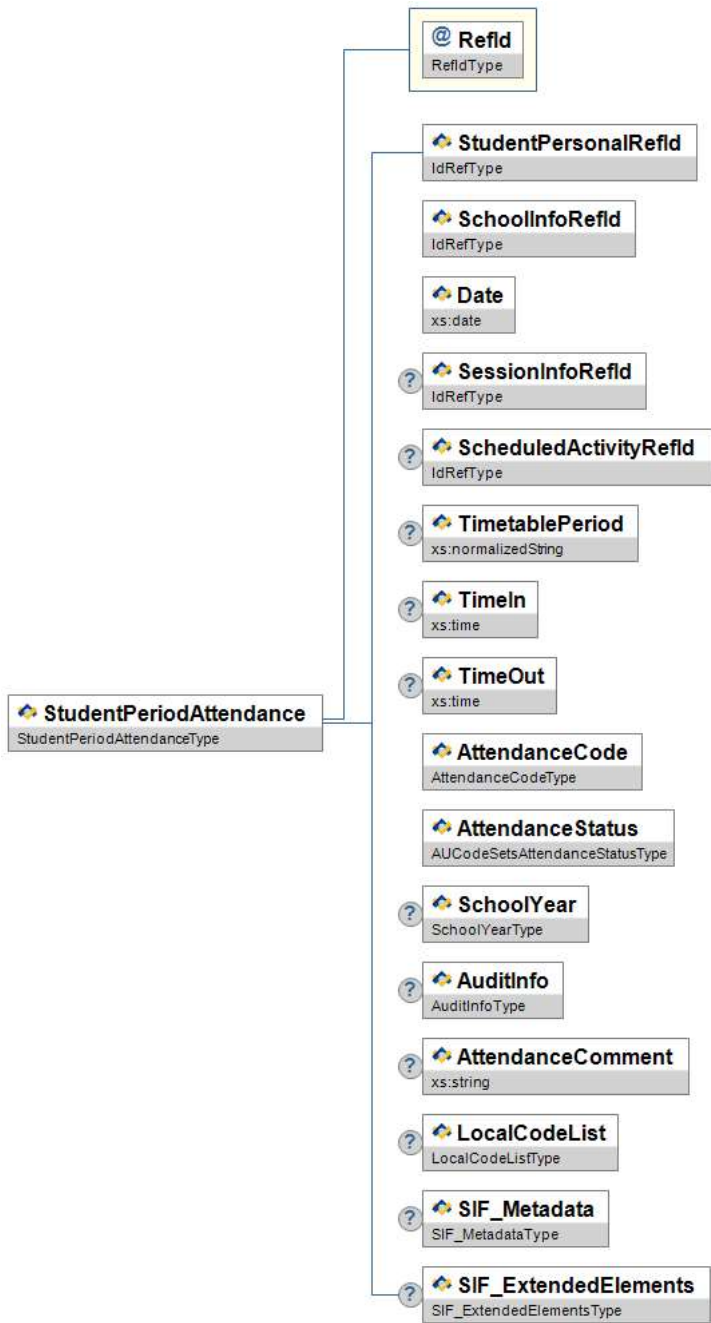 @ RefId
RefIdType
StudentPersonalRefId
IdRefType
SchoolInfoRefId
IdRefType
Date
xs:date
? SessionInfoRefId
IdRefType
? ScheduledActivityRefId
IdRefType
? TimetablePeriod
xs:normalizedString
? TimeIn
xs:time
? TimeOut
xs:time
StudentPeriodAttendance
StudentPeriodAttendanceType
AttendanceCode
AttendanceCodeType
AttendanceStatus
AUCodeSetsAttendanceStatusType
? SchoolYear
SchoolYearType
? AuditInfo
AuditInfoType
? AttendanceComment
xs:string
? LocalCodeList
LocalCodeListType
? SIF_Metadata
SIF_MetadataType
? SIF_ExtendedElements
SIF_ExtendedElementsType